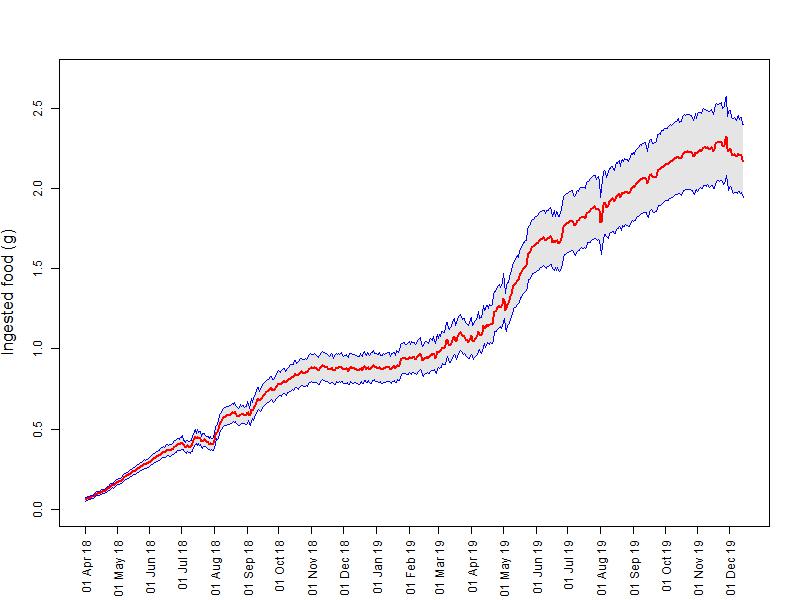 Ingested food (g)
2.5
2.0
1.5
1.0
0.5
0.0
01 Apr 18
01 May 18
01 Jun 18
01 Jul 18
01 Aug 18
01 Sep 18
01 Oct 18
01 Nov 18
01 Dec 18
01 Jan 19
01 Feb 19
01 Mar 19
01 Apr 19
01 May 19
01 Jun 19
01 Jul 19
01 Aug 19
01 Sep 19
01 Oct 19
01 Nov 19
01 Dec 19